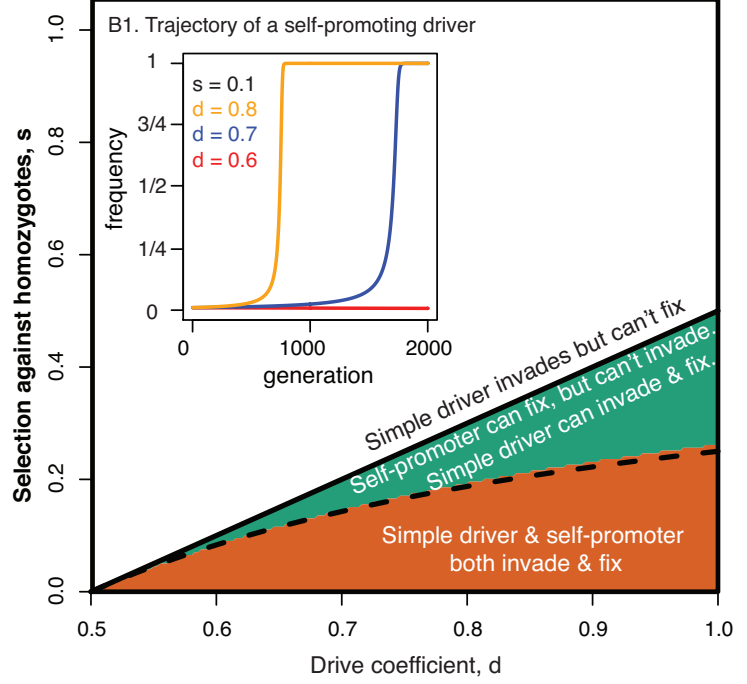 B1. Trajectory of a self-promoting driver
s = 0.1
d = 0.8
d = 0.7
d = 0.6
frequency
1
3/4
1/2
1/4
0
0
1000
2000
generation
Selection against homozygotes, s
1.0
0.8
0.6
0.4
0.2
0.0
Simple driver invades but can't fix
Self-promoter can fix, but can't invade.
Simple driver can invade & fix.
Simple driver & self-promoter
both invade & fix
0.5
0.6
0.7
0.8
0.9
1.0
Drive coefficient, d